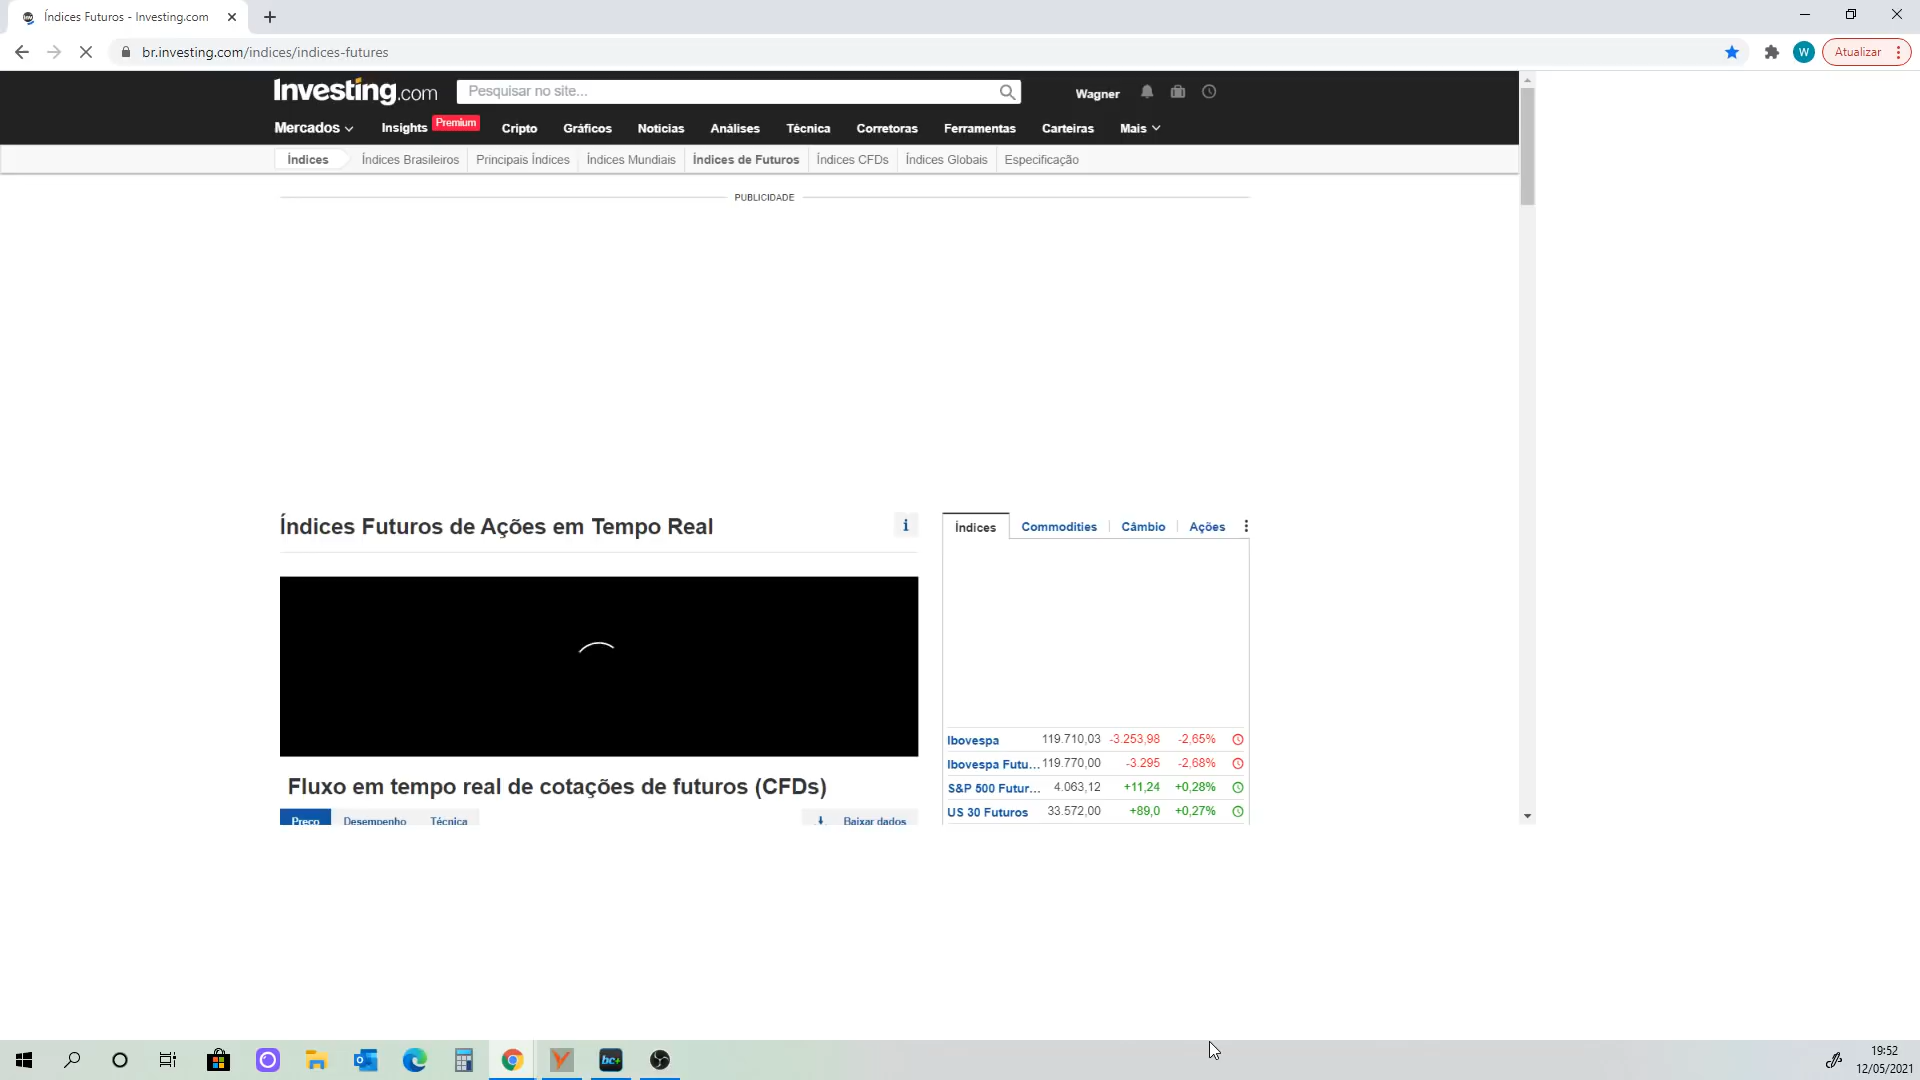 Índices Futuros - Investing.com
br.investing.com/indices/indices-futures
W
Atualizar
Investing.com
Pesquisar no site...
Wagner
Mercados
Insights
Premium
Cripto
Gráficos
Notícias
Análises
Técnica
Corretoras
Ferramentas
Carteiras
Mais
Índices
Índices Brasileiros
Principais Índices
Índices Mundiais
Índices de Futuros
Índices CFDs
Índices Globais
Especificação
PUBLICIDADE
Índices Futuros de Ações em Tempo Real
i
Índices
Commodities
Câmbio
Ações
Ibovespa 119.710,03 -3.253,98 -2,65%
Ibovespa Futu... 119.770,00 -3.295 -2,68%
S&P 500 Futur... 4.063,12 +11,24 +0,28%
US 30 Futuros 33.572,00 +89,0 +0,27%
Fluxo em tempo real de cotações de futuros (CFDs)
Preço
Desempenho
Técnica
Baixar dados
bc+
19:52
12/05/2021